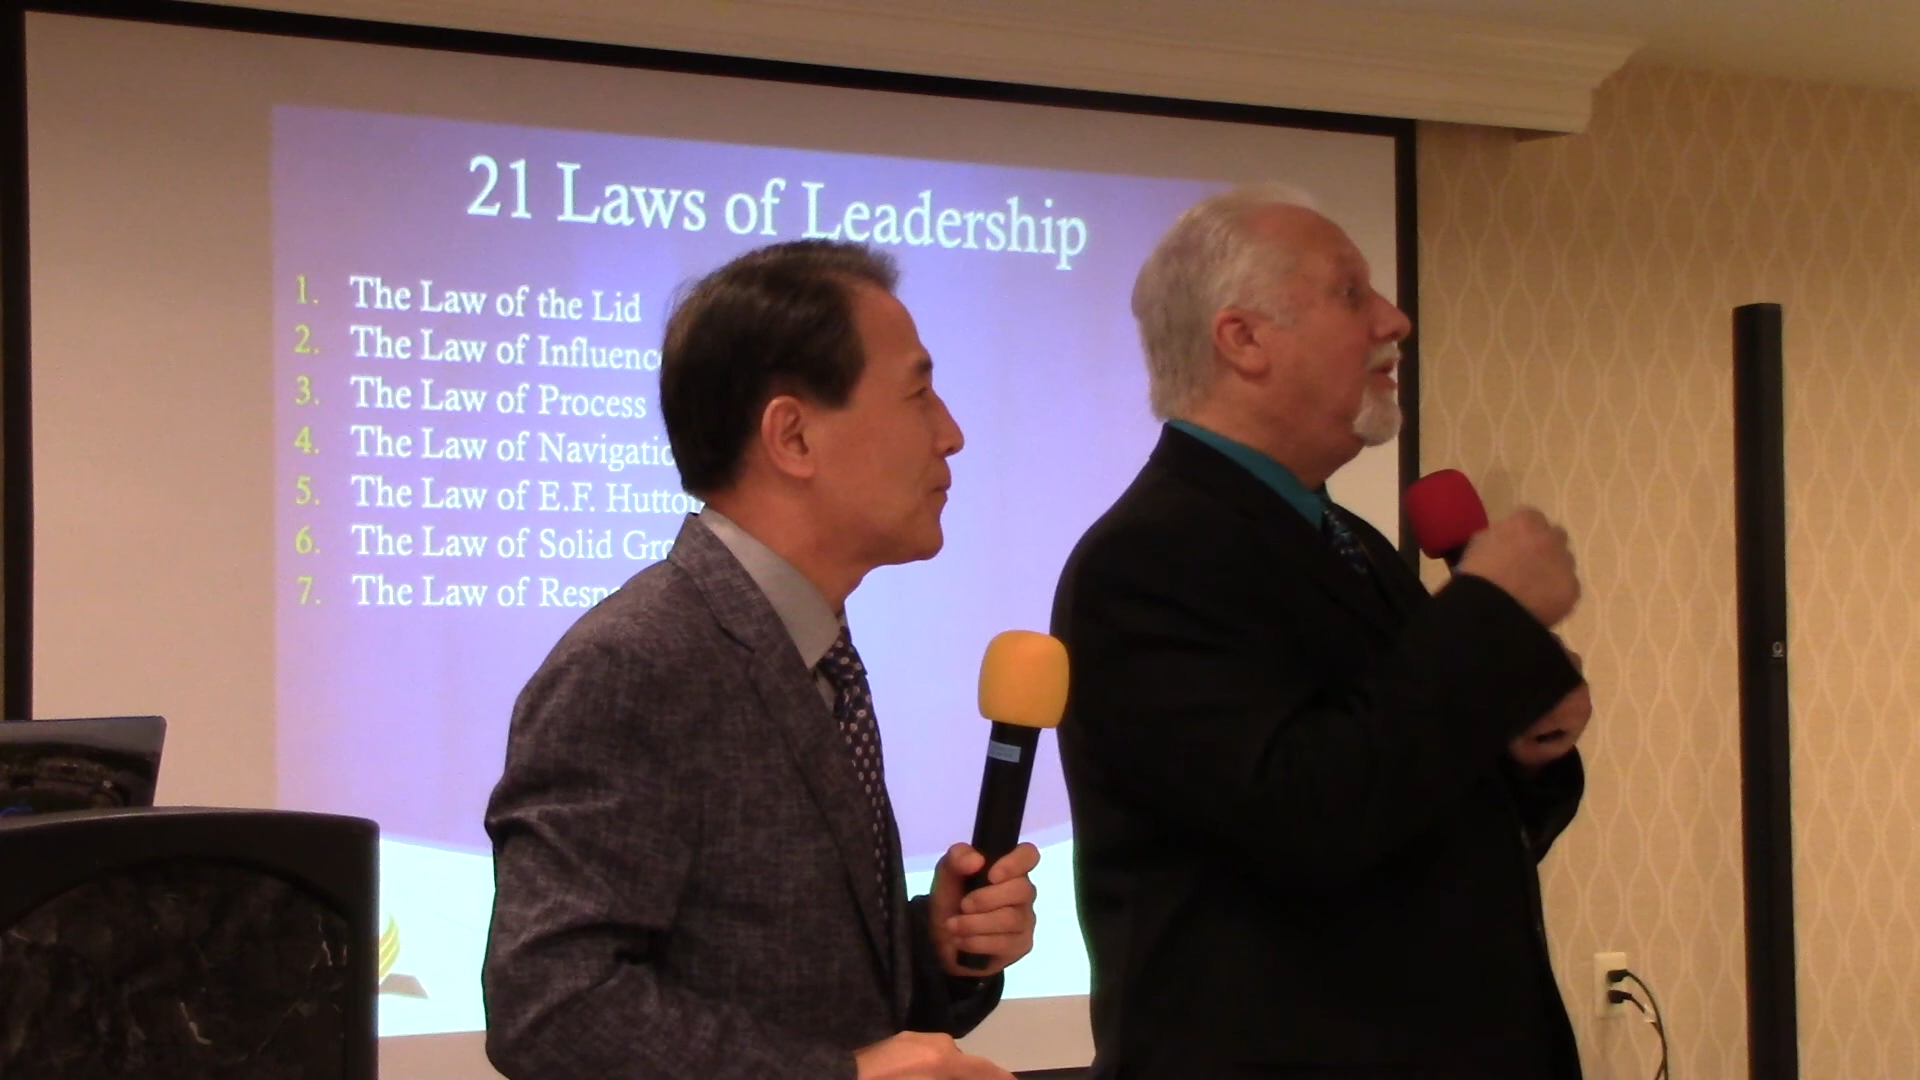 21 Laws of Leadership
1. The Law of the Lid
2. The Law of Influenc
3. The Law of Process
4. The Law of Navigatio
5. The Law of E.F. Hutton
6. The Law of Solid Gro
7. The Law of Resp